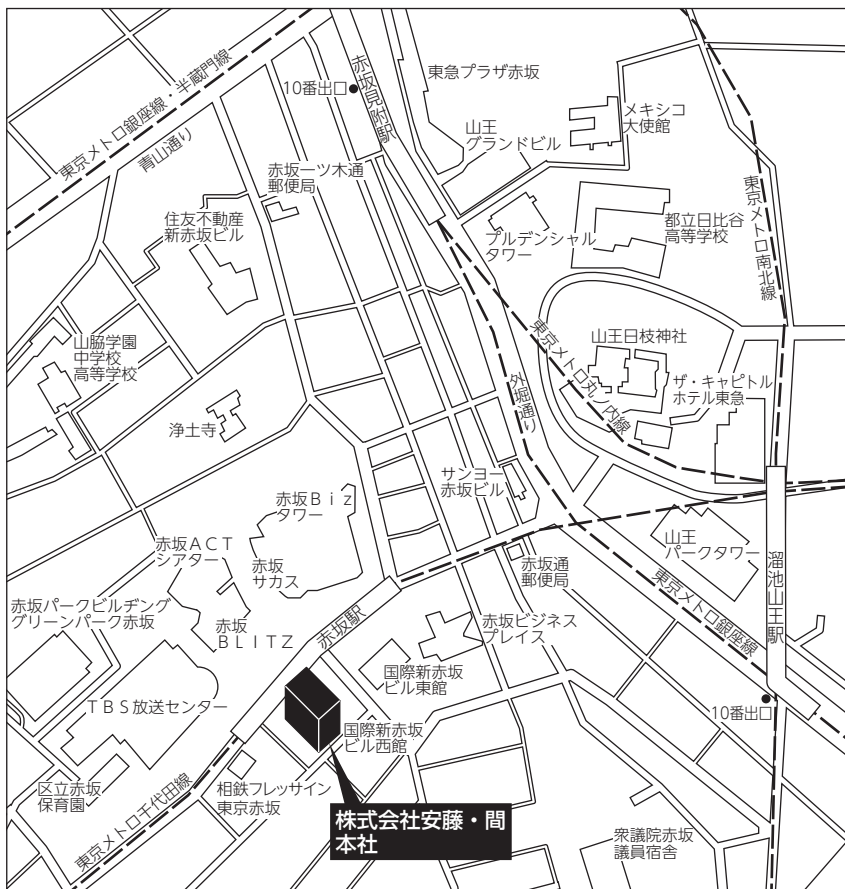 東京メトロ銀座線・半蔵門線
青山通り
10番出口
赤坂見附駅
東急プラザ赤坂
山王
グランドビル
メキシコ
大使館
赤坂一ツ木通
郵便局
住友不動産
新赤坂ビル
プルデンシャル
タワー
都立日比谷
高等学校
東京メトロ南北線
山脇学園
中学校
高等学校
浄土寺
外堀通り
東京メトロ丸ノ内線
山王日枝神社
ザ・キャピトル
ホテル東急
サンヨー
赤坂ビル
赤坂Bizタワー
赤坂ACT
シアター
赤坂
サカス
赤坂
BLITZ
赤坂パークビルヂング
グリーンパーク赤坂
赤坂駅
赤坂通
郵便局
山王
パークタワー
溜池山王駅
東京メトロ銀座線
赤坂ビジネス
プレイス
国際新赤坂
ビル東館
TBS放送センター
国際新赤坂
ビル西館
10番出口
区立赤坂
保育園
東京メトロ千代田線
相鉄フレッサイン
東京赤坂
株式会社安藤・間
本社
衆議院赤坂
議員宿舎